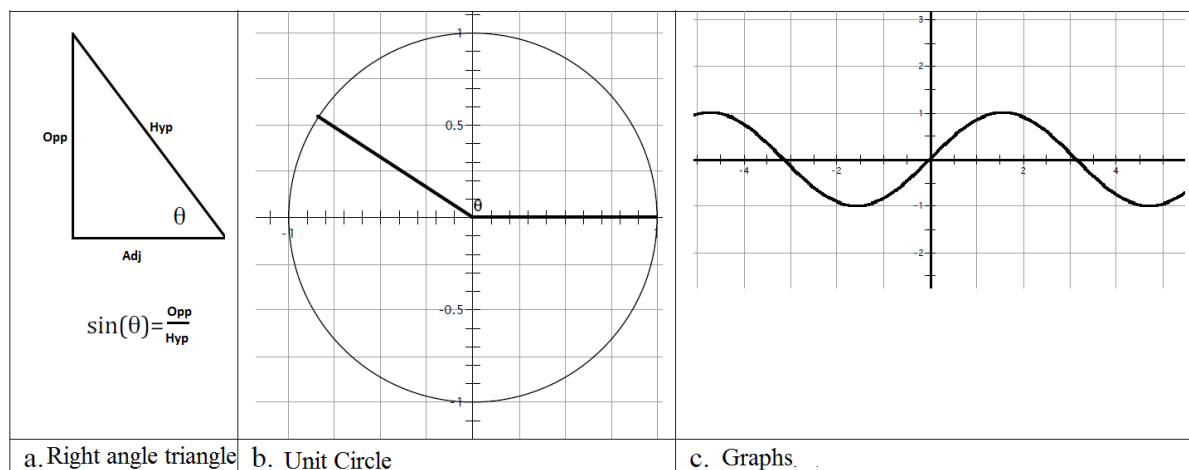 Opp
Hyp
θ
Adj
sin(θ)=Opp/Hyp
a. Right angle triangle
1
0.5
θ
-1
1
-0.5
-1
b. Unit Circle
3
2
1
-4
-2
2
4
-1
-2
c. Graphs.